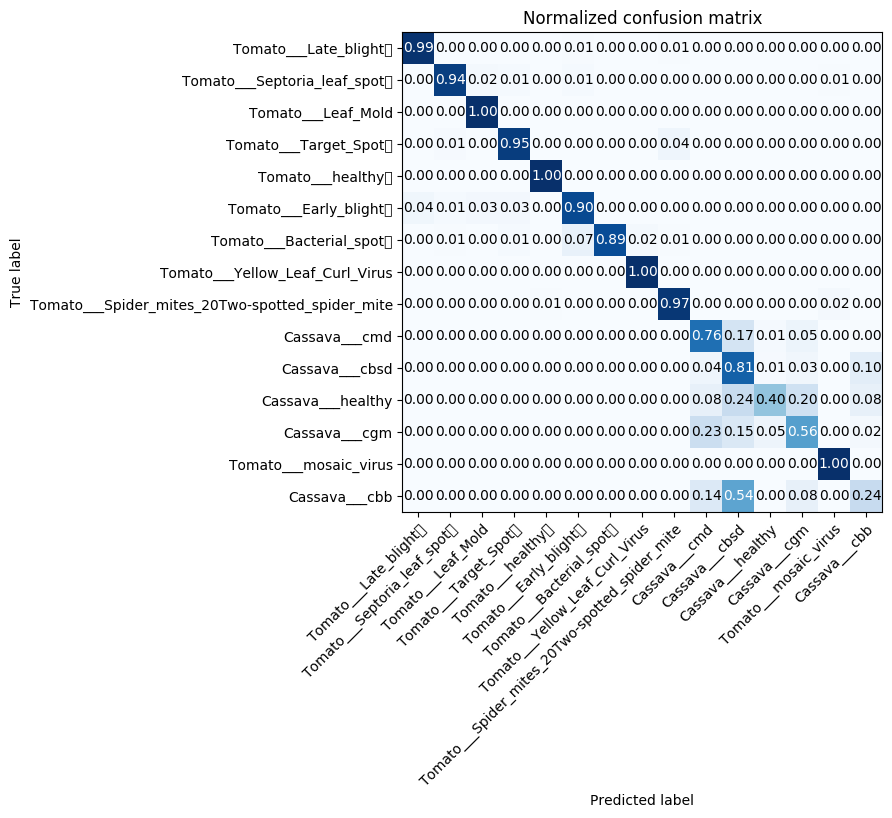 Normalized confusion matrix
True label
Tomato___Late_blight 0.99 0.00 0.00 0.00 0.00 0.01 0.00 0.00 0.01 0.00 0.00 0.00 0.00 0.00 0.00
Tomato___Septoria_leaf_spot 0.00 0.94 0.02 0.01 0.00 0.01 0.00 0.00 0.00 0.00 0.00 0.00 0.00 0.01 0.00
Tomato___Leaf_Mold 0.00 0.00 1.00 0.00 0.00 0.00 0.00 0.00 0.00 0.00 0.00 0.00 0.00 0.00 0.00
Tomato___Target_Spot 0.00 0.01 0.00 0.95 0.00 0.00 0.00 0.00 0.04 0.00 0.00 0.00 0.00 0.00 0.00
Tomato___healthy 0.00 0.00 0.00 0.00 1.00 0.00 0.00 0.00 0.00 0.00 0.00 0.00 0.00 0.00 0.00
Tomato___Early_blight 0.04 0.01 0.03 0.03 0.00 0.90 0.00 0.00 0.00 0.00 0.00 0.00 0.00 0.00 0.00
Tomato___Bacterial_spot 0.00 0.01 0.00 0.01 0.00 0.07 0.89 0.02 0.01 0.00 0.00 0.00 0.00 0.00 0.00
Tomato___Yellow_Leaf_Curl_Virus 0.00 0.00 0.00 0.00 0.00 0.00 0.00 1.00 0.00 0.00 0.00 0.00 0.00 0.00 0.00
Tomato___Spider_mites_20Two-spotted_spider_mite 0.00 0.00 0.00 0.00 0.01 0.00 0.00 0.00 0.97 0.00 0.00 0.00 0.00 0.02 0.00
Cassava___cmd 0.00 0.00 0.00 0.00 0.00 0.00 0.00 0.00 0.00 0.76 0.17 0.01 0.05 0.00 0.00
Cassava___cbsd 0.00 0.00 0.00 0.00 0.00 0.00 0.00 0.00 0.00 0.04 0.81 0.01 0.03 0.00 0.10
Cassava___healthy 0.00 0.00 0.00 0.00 0.00 0.00 0.00 0.00 0.00 0.08 0.24 0.40 0.20 0.00 0.08
Cassava___cgm 0.00 0.00 0.00 0.00 0.00 0.00 0.00 0.00 0.00 0.23 0.15 0.05 0.56 0.00 0.02
Tomato___mosaic_virus 0.00 0.00 0.00 0.00 0.00 0.00 0.00 0.00 0.00 0.00 0.00 0.00 0.00 1.00 0.00
Cassava___cbb 0.00 0.00 0.00 0.00 0.00 0.00 0.00 0.00 0.00 0.14 0.54 0.00 0.08 0.00 0.24
Tomato___Late_blight
Tomato___Septoria_leaf_spot
Tomato___Leaf_Mold
Tomato___Target_Spot
Tomato___healthy
Tomato___Early_blight
Tomato___Bacterial_spot
Tomato___Yellow_Leaf_Curl_Virus
Tomato___Spider_mites_20Two-spotted_spider_mite
Cassava___cmd
Cassava___cbsd
Cassava___healthy
Cassava___cgm
Tomato___mosaic_virus
Cassava___cbb
Predicted label